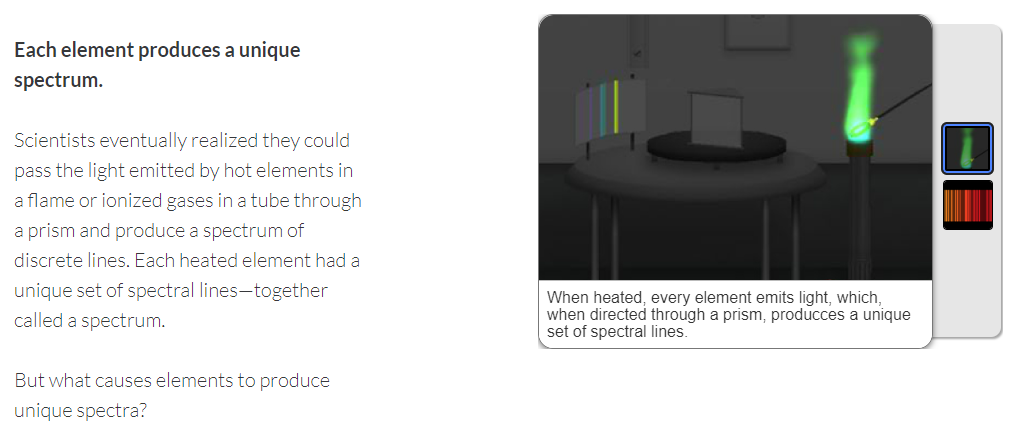 Each element produces a unique
spectrum.
Scientists eventually realized they could
pass the light emitted by hot elements in
a flame or ionized gases in a tube through
a prism and produce a spectrum of
discrete lines. Each heated element had a
unique set of spectral lines—together
called a spectrum.
But what causes elements to produce
unique spectra?
When heated, every element emits light, which,
when directed through a prism, producces a unique
set of spectral lines.